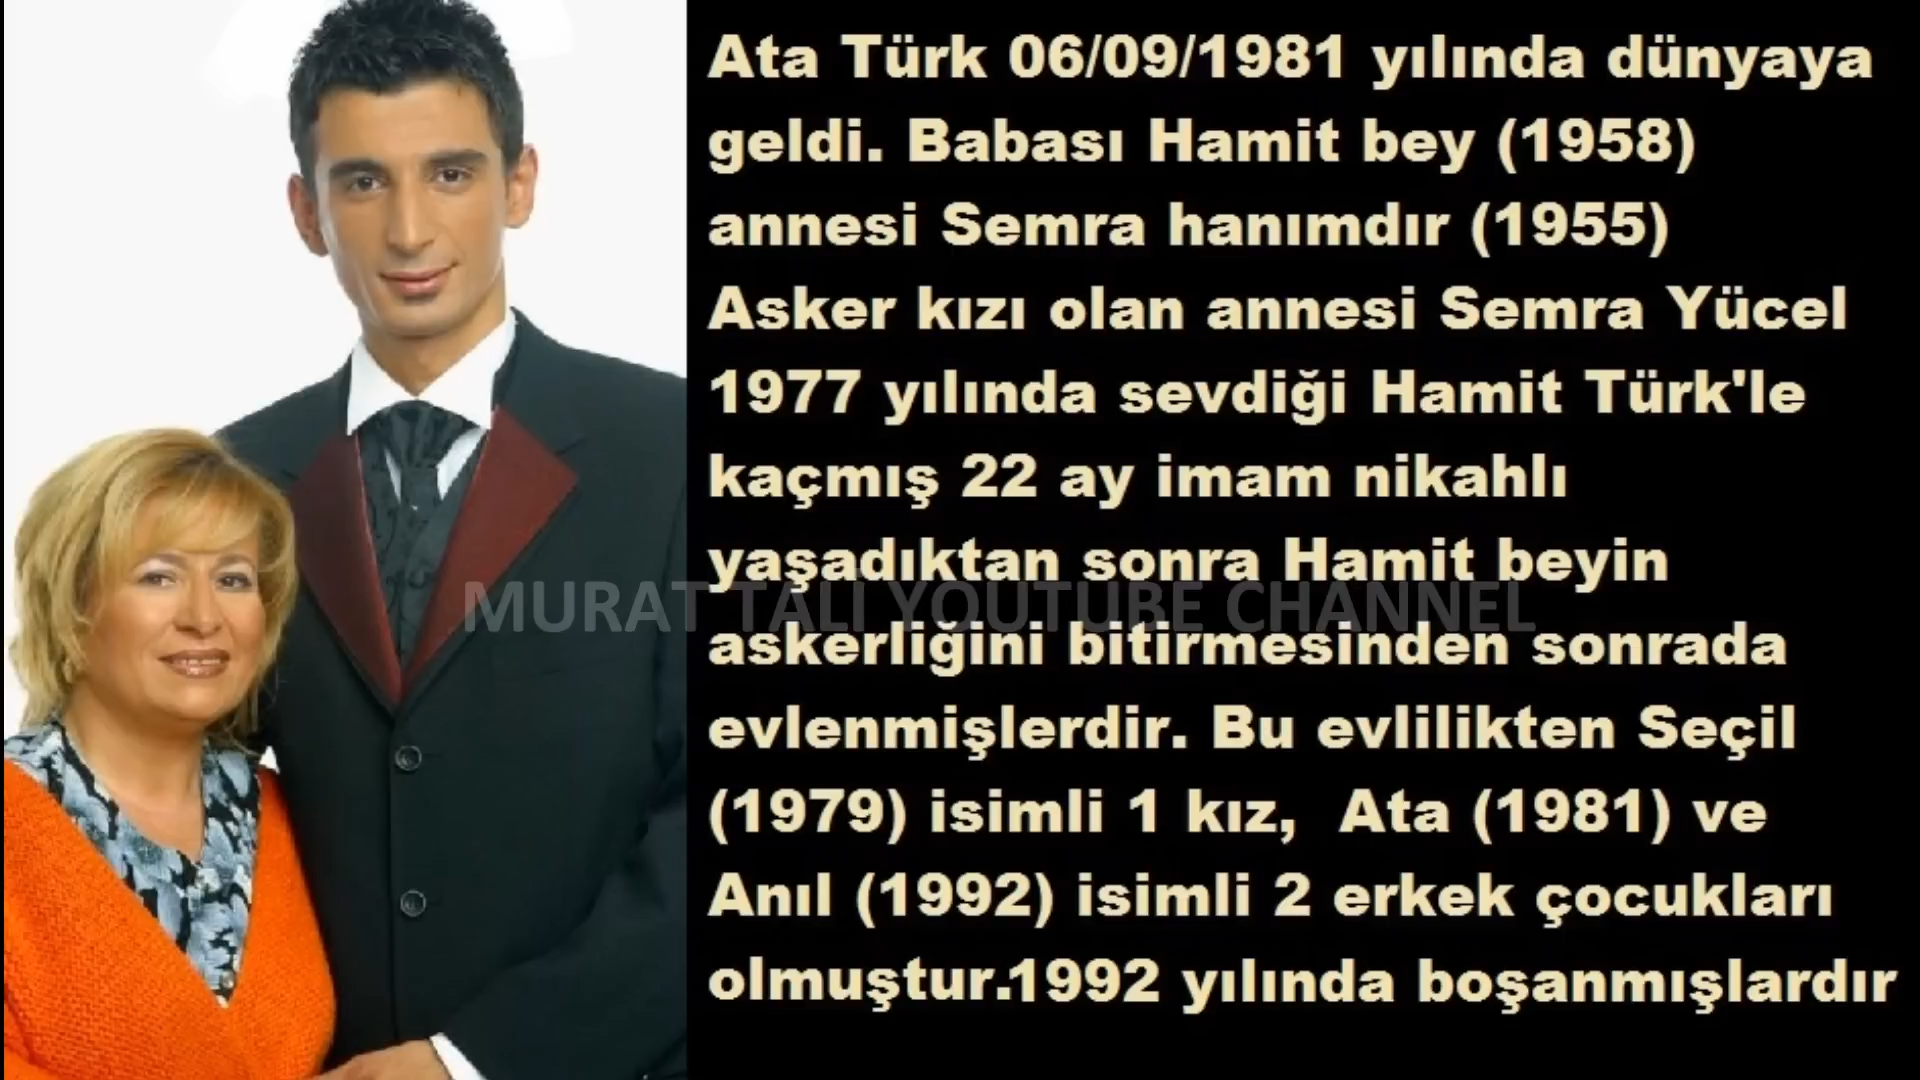 Ata Türk 06/09/1981 yılında dünyaya
geldi. Babası Hamit bey (1958)
annesi Semra hanımdır (1955)
Asker kızı olan annesi Semra Yücel
1977 yılında sevdiği Hamit Türk'le
kaçmış 22 ay imam nikahlı
yaşadıktan sonra Hamit beyin
MURAT TALİ YOUTUBE CHANNEL
askerliğini bitirmesinden sonrada
evlenmişlerdir. Bu evlilikten Seçil
(1979) isimli 1 kız, Ata (1981) ve
Anıl (1992) isimli 2 erkek çocukları
olmuştur.1992 yılında boşanmışlardır